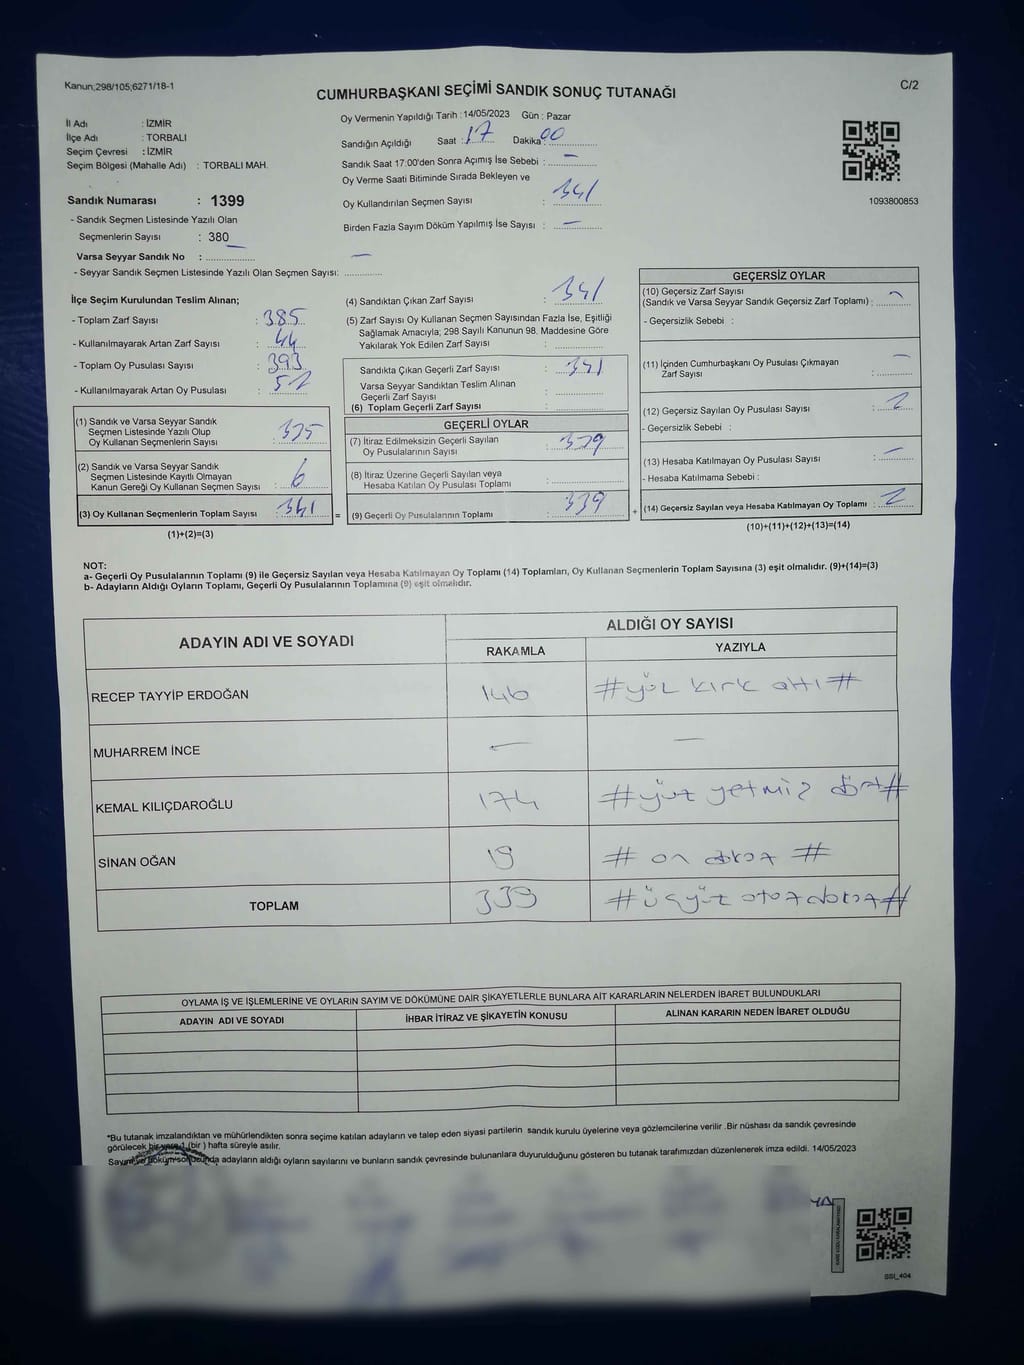 Kanun;298/105;6271/18-1
C/2
CUMHURBAŞKANI SEÇİMİ SANDIK SONUÇ TUTANAĞI
İl Adı : İZMİR
İlçe Adı : TORBALI
Seçim Çevresi : İZMİR
Seçim Bölgesi (Mahalle Adı) : TORBALI MAH.
Sandık Numarası : 1399
- Sandık Seçmen Listesinde Yazılı Olan
Seçmenlerin Sayısı : 380
Varsa Seyyar Sandık No : —
- Seyyar Sandık Seçmen Listesinde Yazılı Olan Seçmen Sayısı:
Oy Vermenin Yapıldığı Tarih : 14/05/2023 Gün : Pazar
Sandığın Açıldığı Saat : 17 Dakika : 00
Sandık Saat 17:00'den Sonra Açımış İse Sebebi : —
Oy Verme Saati Bitiminde Sırada Bekleyen ve
Oy Kullandırılan Seçmen Sayısı : 341
Birden Fazla Sayım Döküm Yapılmış İse Sayısı : —
1093800853
İlçe Seçim Kurulundan Teslim Alınan;
- Toplam Zarf Sayısı : 385
- Kullanılmayarak Artan Zarf Sayısı : 44
- Toplam Oy Pusulası Sayısı : 393
- Kullanılmayarak Artan Oy Pusulası : 52
(1) Sandık ve Varsa Seyyar Sandık
Seçmen Listesinde Yazılı Olup
Oy Kullanan Seçmenlerin Sayısı : 335
(2) Sandık ve Varsa Seyyar Sandık
Seçmen Listesinde Kayıtlı Olmayan
Kanun Gereği Oy Kullanan Seçmen Sayısı : 6
(3) Oy Kullanan Seçmenlerin Toplam Sayısı : 341
(1)+(2)=(3)
(4) Sandıktan Çıkan Zarf Sayısı : 341
(5) Zarf Sayısı Oy Kullanan Seçmen Sayısından Fazla İse, Eşitliği
Sağlamak Amacıyla, 298 Sayılı Kanunun 98. Maddesine Göre
Yakılarak Yok Edilen Zarf Sayısı :
Sandıkta Çıkan Geçerli Zarf Sayısı : 341
Varsa Seyyar Sandıktan Teslim Alınan
Geçerli Zarf Sayısı :
(6) Toplam Geçerli Zarf Sayısı :
GEÇERLİ OYLAR
(7) İtiraz Edilmeksizin Geçerli Sayılan
Oy Pusulalarının Sayısı : 339
(8) İtiraz Üzerine Geçerli Sayılan veya
Hesaba Katılan Oy Pusulası Toplamı :
= (9) Geçerli Oy Pusulalarının Toplamı : 339
GEÇERSİZ OYLAR
(10) Geçersiz Zarf Sayısı
(Sandık ve Varsa Seyyar Sandık Geçersiz Zarf Toplamı) : —
- Geçersizlik Sebebi :
(11) İçinden Cumhurbaşkanı Oy Pusulası Çıkmayan
Zarf Sayısı : —
(12) Geçersiz Sayılan Oy Pusulası Sayısı : 2
- Geçersizlik Sebebi :
(13) Hesaba Katılmayan Oy Pusulası Sayısı : —
- Hesaba Katılmama Sebebi :
+ (14) Geçersiz Sayılan veya Hesaba Katılmayan Oy Toplamı : 2
(10)+(11)+(12)+(13)=(14)
NOT:
a- Geçerli Oy Pusulalarının Toplamı (9) ile Geçersiz Sayılan veya Hesaba Katılmayan Oy Toplamı (14) Toplamları, Oy Kullanan Seçmenlerin Toplam Sayısına (3) eşit olmalıdır. (9)+(14)=(3)
b- Adayların Aldığı Oyların Toplamı, Geçerli Oy Pusulalarının Toplamına (9) eşit olmalıdır.
ADAYIN ADI VE SOYADI
ALDIĞI OY SAYISI
RAKAMLA YAZIYLA
RECEP TAYYİP ERDOĞAN 146 #yüz kırk altı#
MUHARREM İNCE — —
KEMAL KILIÇDAROĞLU 174 #yüz yetmiş dört#
SİNAN OĞAN 19 # on dokuz #
TOPLAM 339 #üçyüz otuzdokuz#
OYLAMA İŞ VE İŞLEMLERİNE VE OYLARIN SAYIM VE DÖKÜMÜNE DAİR ŞİKAYETLERLE BUNLARA AİT KARARLARIN NELERDEN İBARET BULUNDUKLARI
ADAYIN ADI VE SOYADI İHBAR İTİRAZ VE ŞİKAYETİN KONUSU ALINAN KARARIN NEDEN İBARET OLDUĞU
*Bu tutanak imzalandıktan ve mühürlendikten sonra seçime katılan adayların ve talep eden siyasi partilerin sandık kurulu üyelerine veya gözlemcilerine verilir .Bir nüshası da sandık çevresinde
görülecek bir yere 1 (bir ) hafta süreyle asılır.
Sayım ve döküm sonucunda adayların aldığı oyların sayılarını ve bunların sandık çevresinde bulunanlara duyurulduğunu gösteren bu tutanak tarafımızdan düzenlenerek imza edildi. 14/05/2023
SSI_404